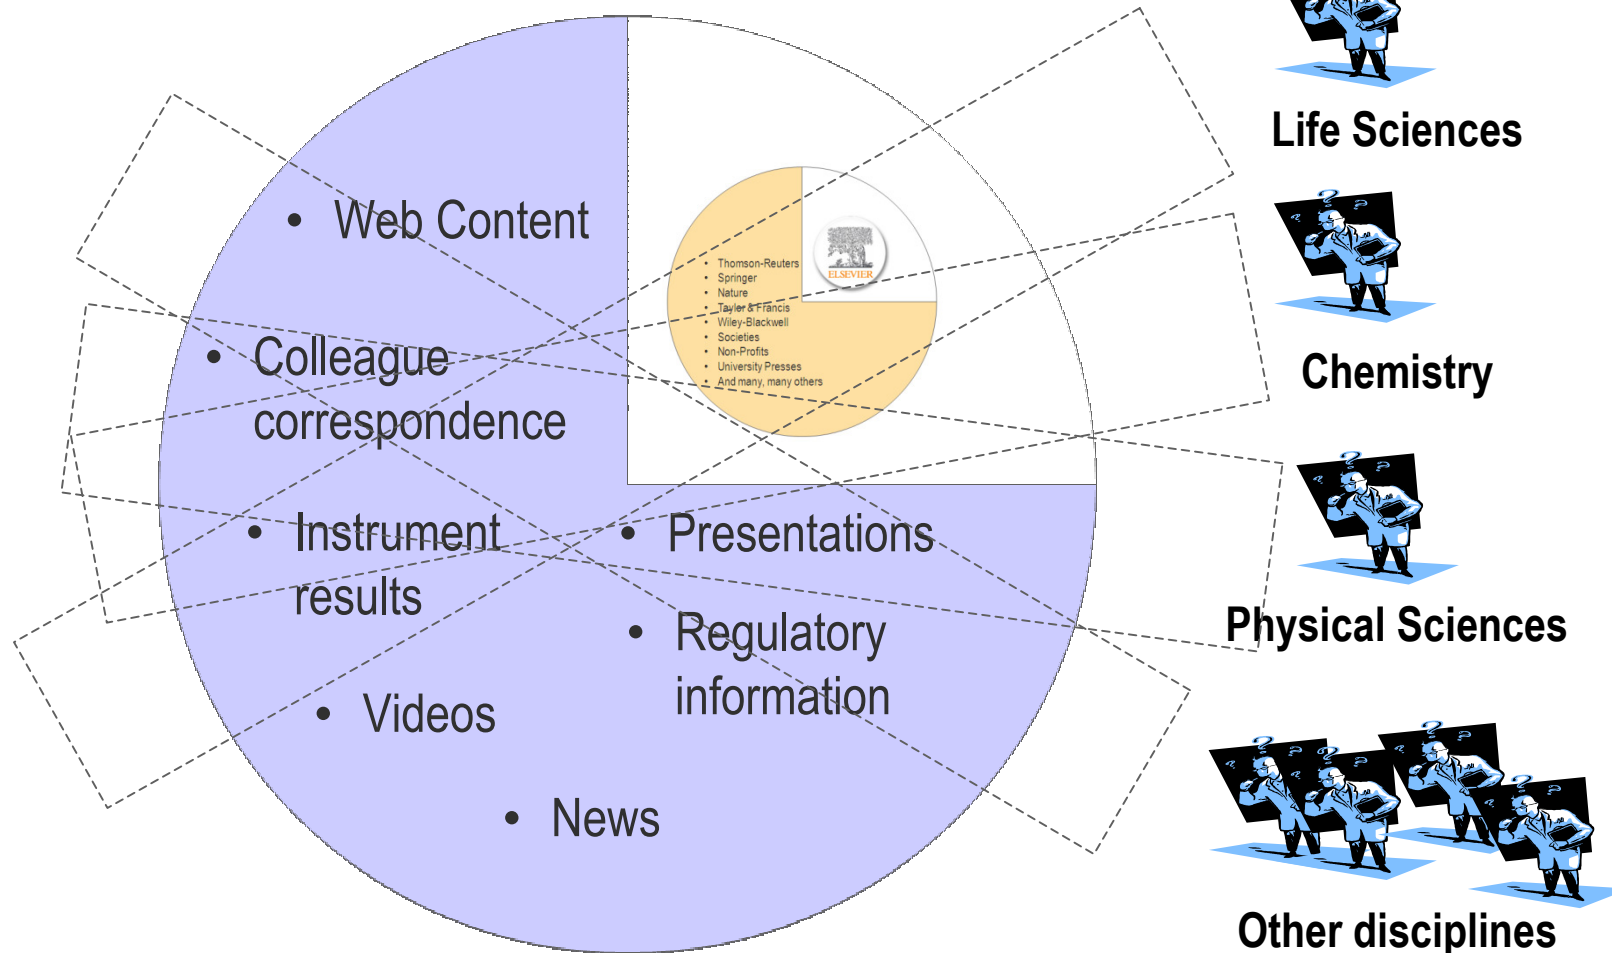 • Web Content
• Colleague
correspondence
• Instrument
results
• Videos
• News
• Presentations
• Regulatory
information
• Thomson-Reuters
• Springer
• Nature
• Taylor & Francis
• Wiley-Blackwell
• Societies
• Non-Profits
• University Presses
• And many, many others
ELSEVIER
Life Sciences
Chemistry
Physical Sciences
Other disciplines